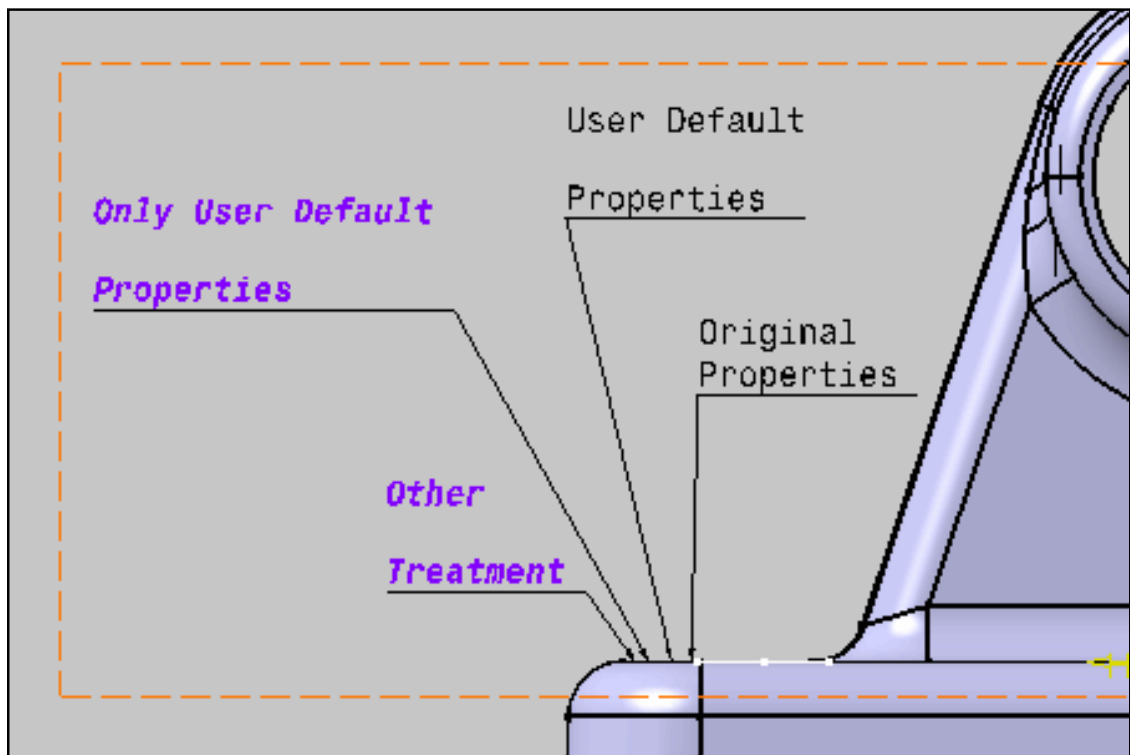 User Default
Properties
Only User Default
Properties
Original
Properties
Other
Treatment